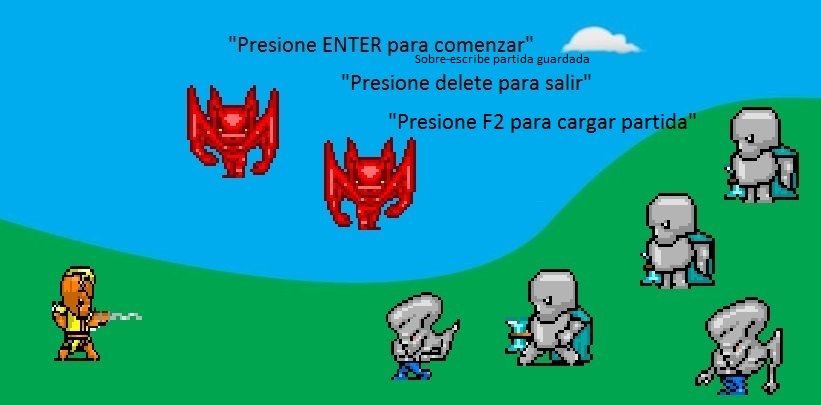 "Presione ENTER para comenzar"
Sobre-escribe partida guardada
"Presione delete para salir"
"Presione F2 para cargar partida"